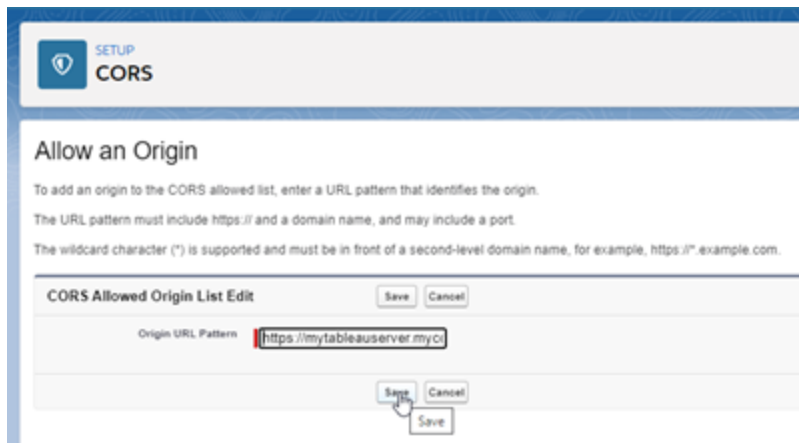 SETUP
CORS
Allow an Origin
To add an origin to the CORS allowed list, enter a URL pattern that identifies the origin.
The URL pattern must include https:// and a domain name, and may include a port.
The wildcard character (*) is supported and must be in front of a second-level domain name, for example, https://*.example.com.
CORS Allowed Origin List Edit Save Cancel
Origin URL Pattern https://mytableauserver.myco
Save Cancel
Save